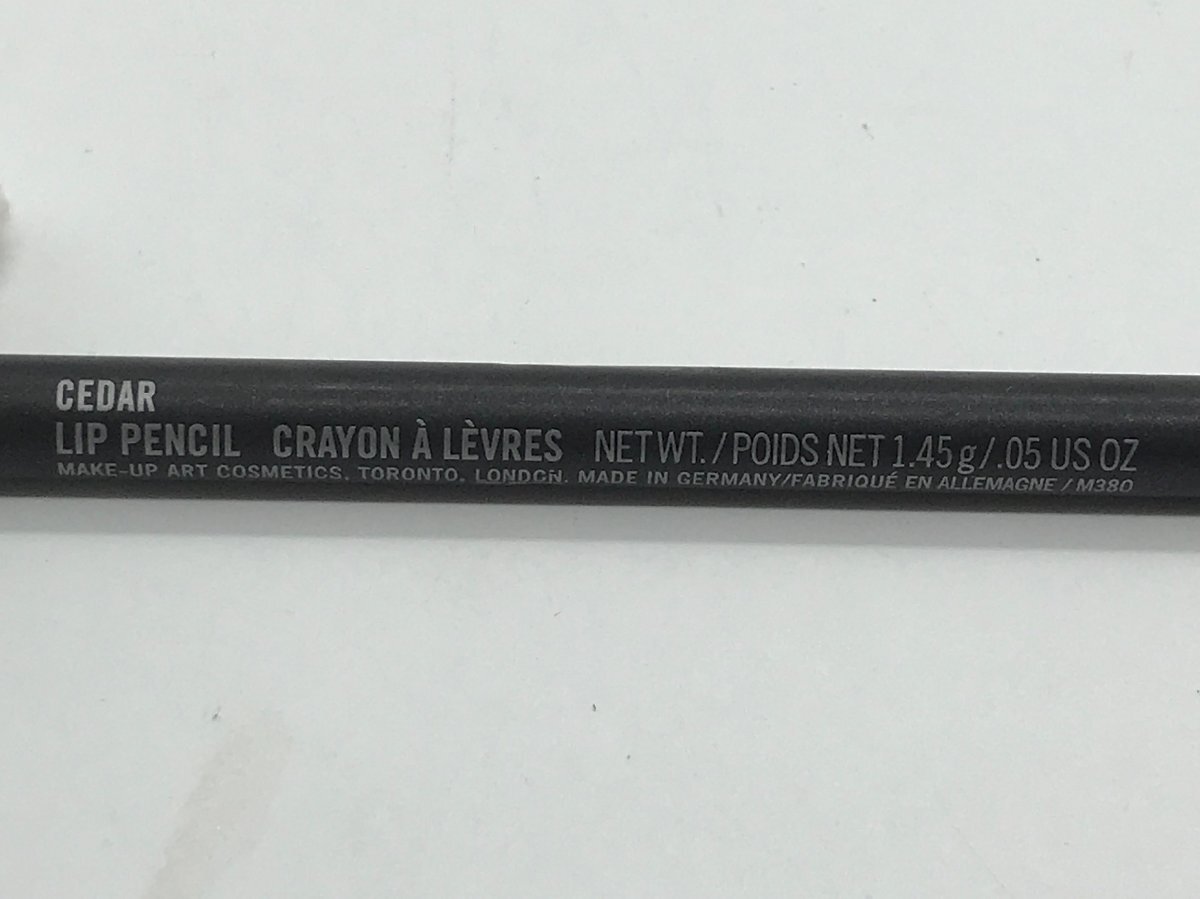 CEDAR
LIP PENCIL CRAYON À LÈVRES NET WT. / POIDS NET 1.45 g / .05 US OZ
MAKE-UP ART COSMETICS. TORONTO, LONDON. MADE IN GERMANY/FABRIQUÉ EN ALLEMAGNE / M380